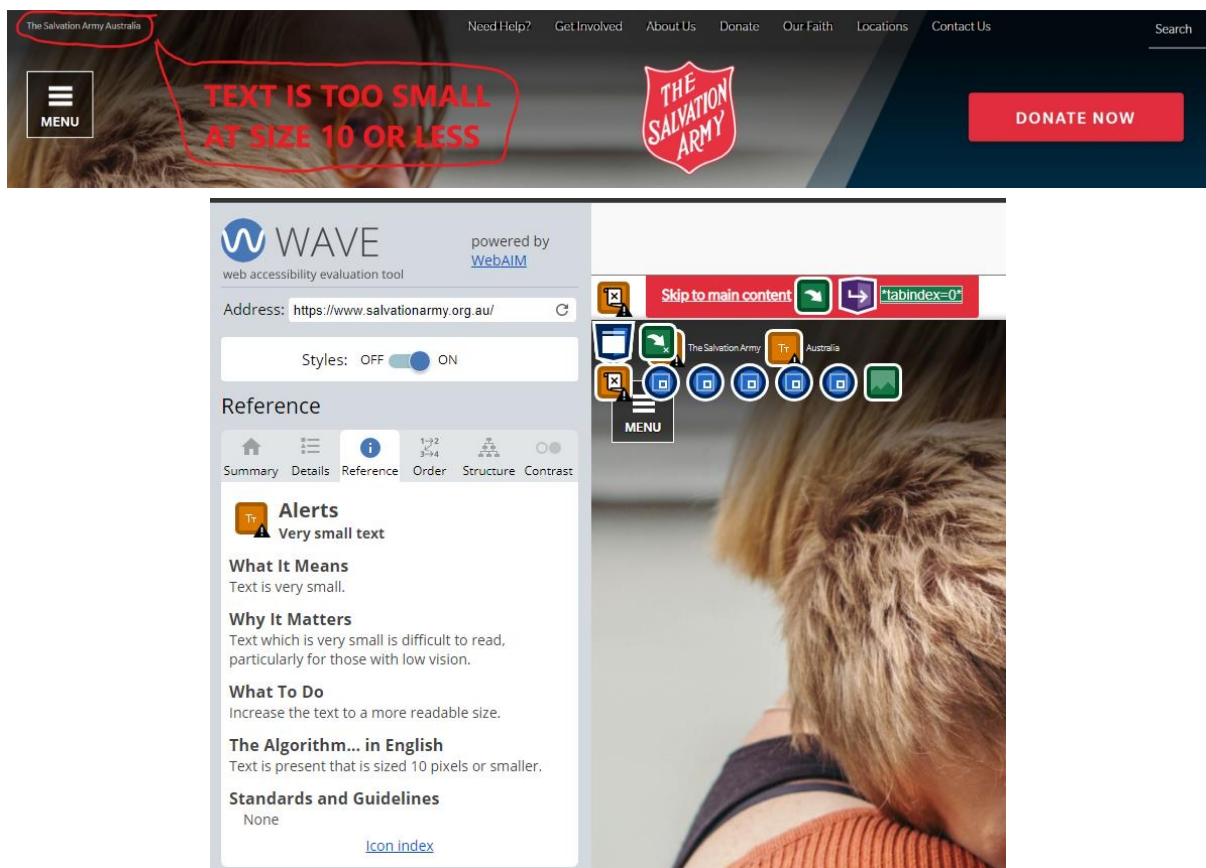 The Salvation Army Australia
Need Help? Get Involved About Us Donate Our Faith Locations Contact Us
Search
MENU
TEXT IS TOO SMALL
AT SIZE 10 OR LESS
THE
SALVATION
ARMY
DONATE NOW
WAVE
web accessibility evaluation tool
powered by
WebAIM
Address: https://www.salvationarmy.org.au/
Styles: OFF ON
Reference
Summary Details Reference Order Structure Contrast
Alerts
Very small text
What It Means
Text is very small.
Why It Matters
Text which is very small is difficult to read,
particularly for those with low vision.
What To Do
Increase the text to a more readable size.
The Algorithm... in English
Text is present that is sized 10 pixels or smaller.
Standards and Guidelines
None
Icon index
Skip to main content *tabindex=0*
The Salvation Army Australia
MENU